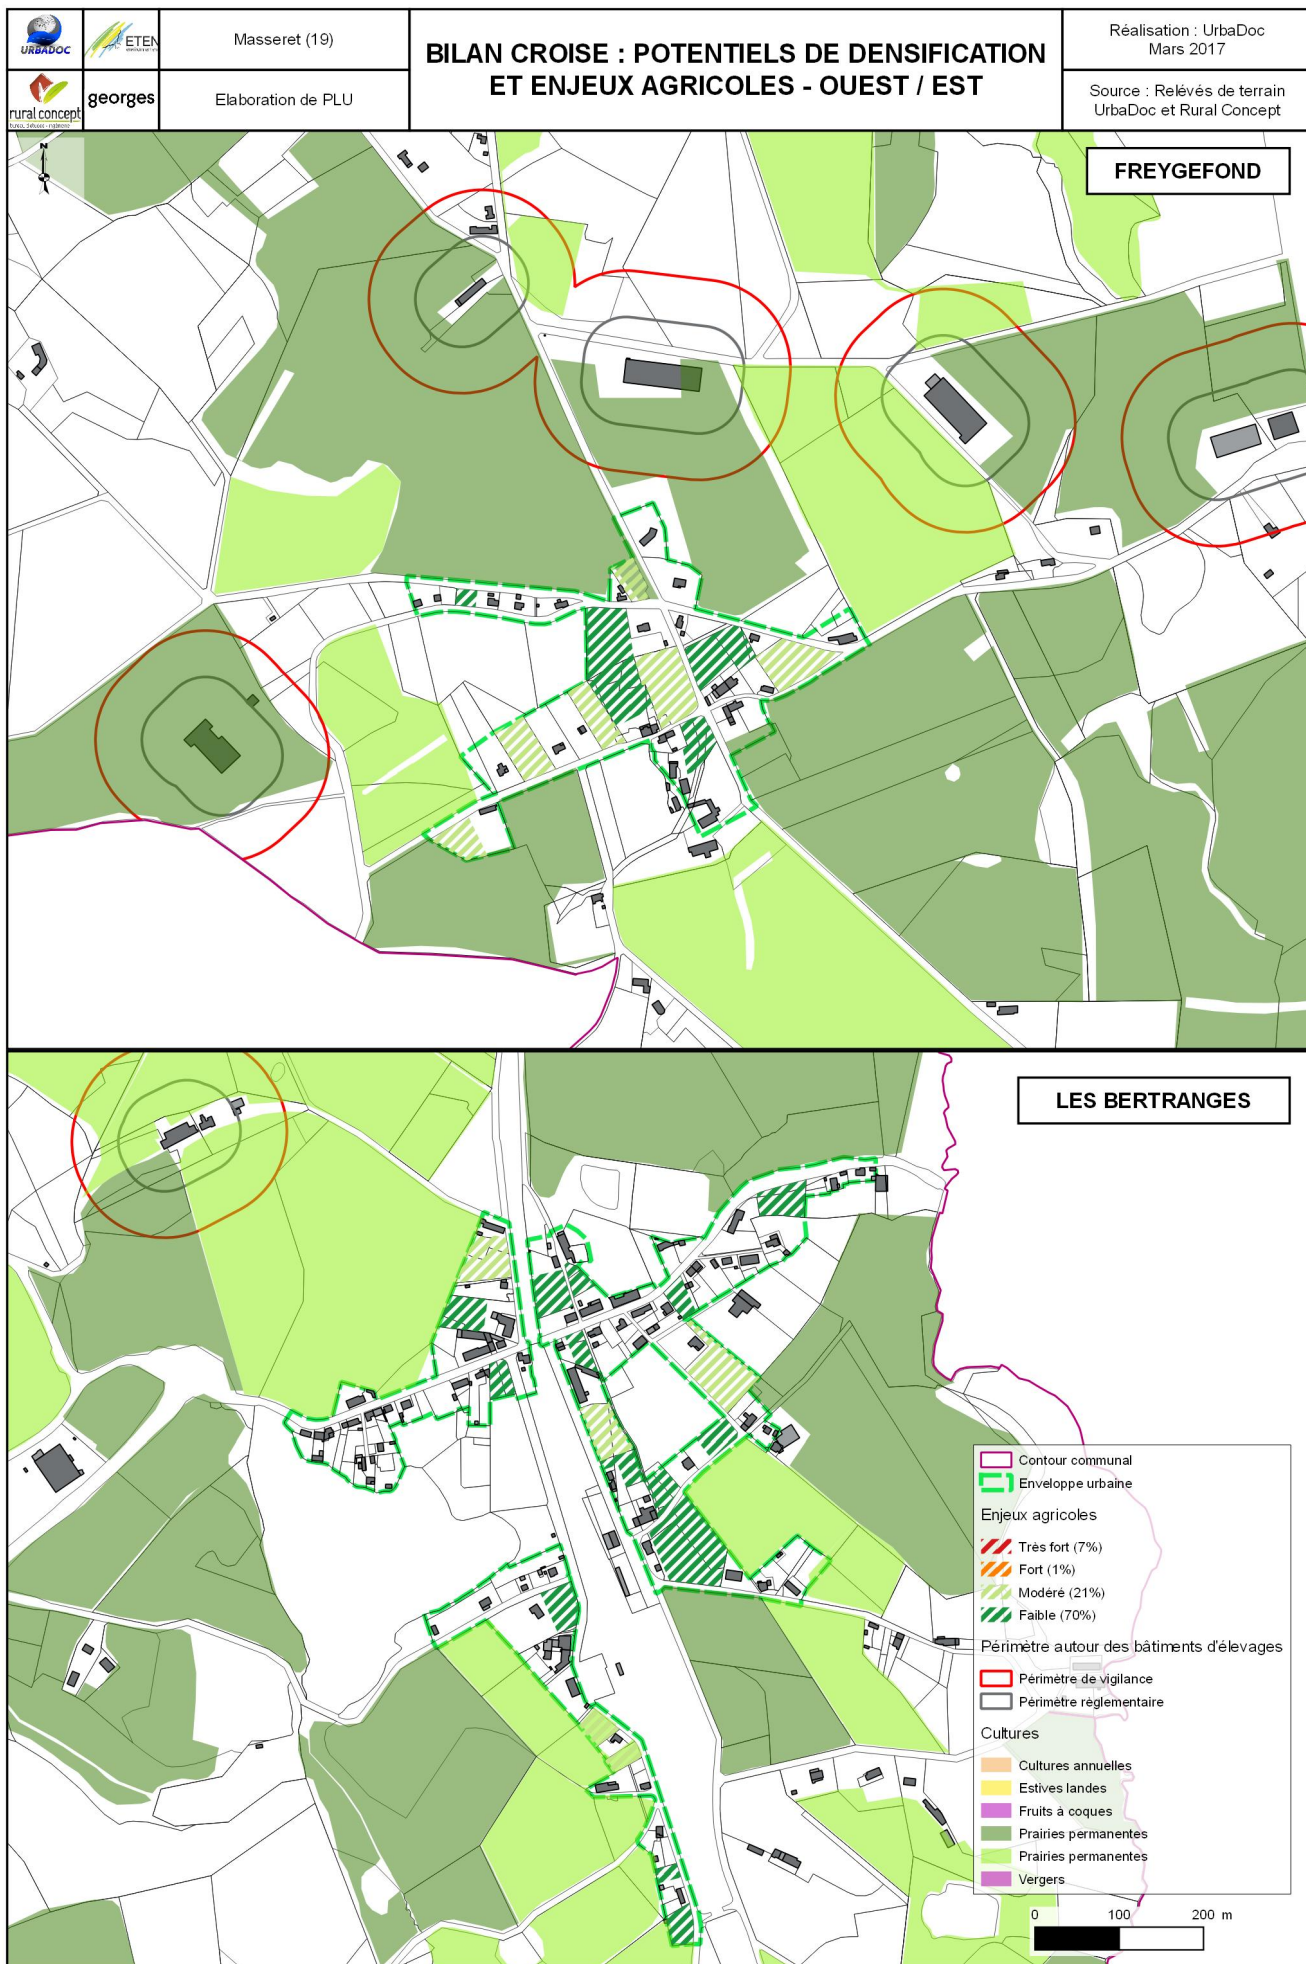 URBADOC
ETEN
rural concept
georges
Masseret (19)
Elaboration de PLU
BILAN CROISE : POTENTIELS DE DENSIFICATION
ET ENJEUX AGRICOLES - OUEST / EST
Réalisation : UrbaDoc
Mars 2017
Source : Relévés de terrain
UrbaDoc et Rural Concept
N
FREYGEFOND
LES BERTRANGES
Contour communal
Enveloppe urbaine
Enjeux agricoles
Très fort (7%)
Fort (1%)
Modéré (21%)
Faible (70%)
Périmètre autour des bâtiments d'élevages
Périmètre de vigilance
Périmètre règlementaire
Cultures
Cultures annuelles
Estives landes
Fruits à coques
Prairies permanentes
Prairies permanentes
Vergers
0 100 200 m